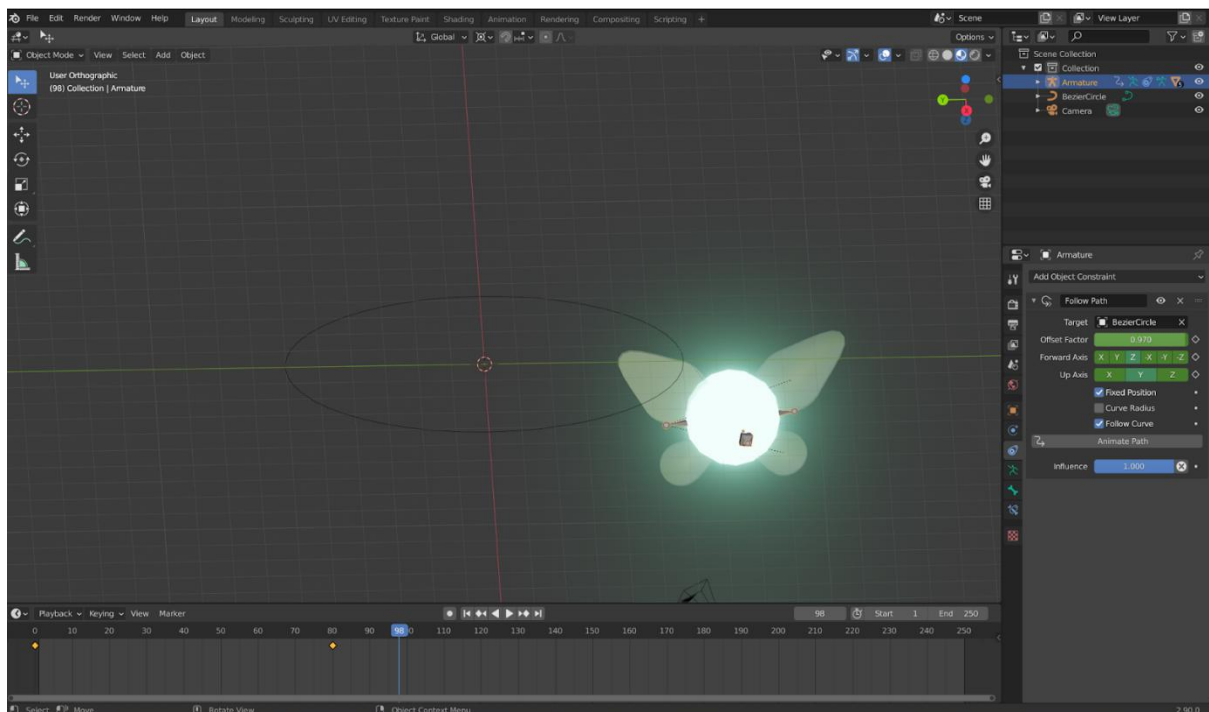 File Edit Render Window Help Layout Modeling Sculpting UV Editing Texture Paint Shading Animation Rendering Compositing Scripting + Scene View Layer
Global Options
Object Mode View Select Add Object
User Orthographic
(98) Collection | Armature
Scene Collection
Collection
Armature
BezierCircle
Camera
Armature
Add Object Constraint
Follow Path
Target BezierCircle
Offset Factor 0.970
Forward Axis X Y Z -X -Y -Z
Up Axis X Y Z
Fixed Position
Curve Radius
Follow Curve
Animate Path
Influence 1.000
Playback Keying View Marker 98 Start 1 End 250
0 10 20 30 40 50 60 70 80 90 98 110 120 130 140 150 160 170 180 190 200 210 220 230 240 250
Select Move Rotate View Object Context Menu 2.90.0